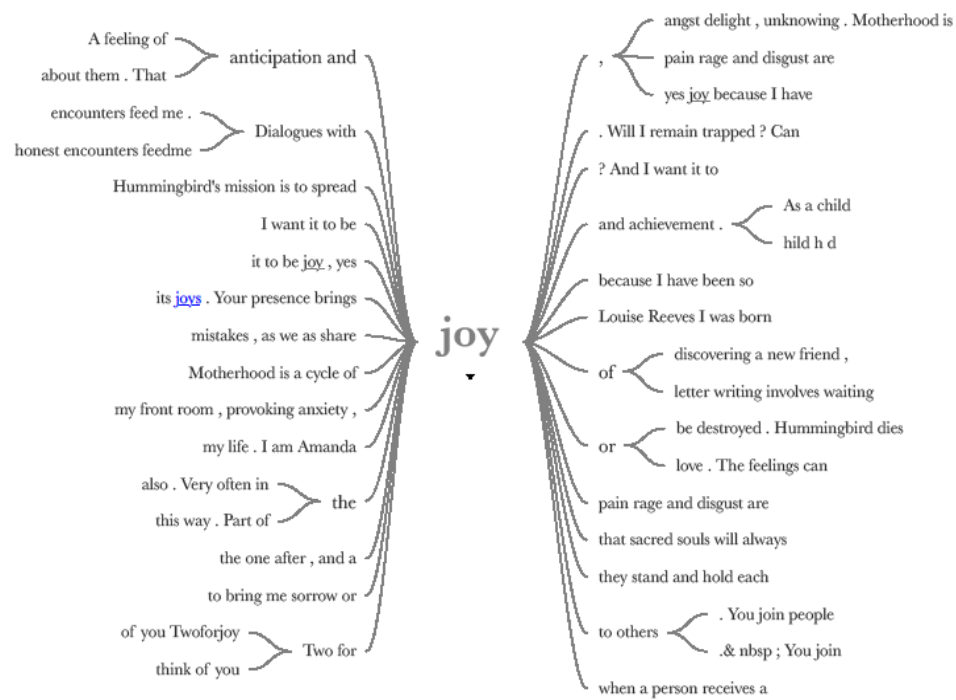 A feeling of
about them . That
anticipation and
encounters feed me .
honest encounters feedme
Dialogues with
Hummingbird's mission is to spread
I want it to be
it to be joy , yes
its joys . Your presence brings
mistakes , as we as share
Motherhood is a cycle of
my front room , provoking anxiety ,
my life . I am Amanda
also . Very often in
this way . Part of
the
the one after , and a
to bring me sorrow or
of you Twoforjoy
think of you
Two for
joy
,
angst delight , unknowing . Motherhood is
pain rage and disgust are
yes joy because I have
. Will I remain trapped ? Can
? And I want it to
and achievement .
As a child
hild h d
because I have been so
Louise Reeves I was born
of
discovering a new friend ,
letter writing involves waiting
or
be destroyed . Hummingbird dies
love . The feelings can
pain rage and disgust are
that sacred souls will always
they stand and hold each
to others
. You join people
.& nbsp ; You join
when a person receives a